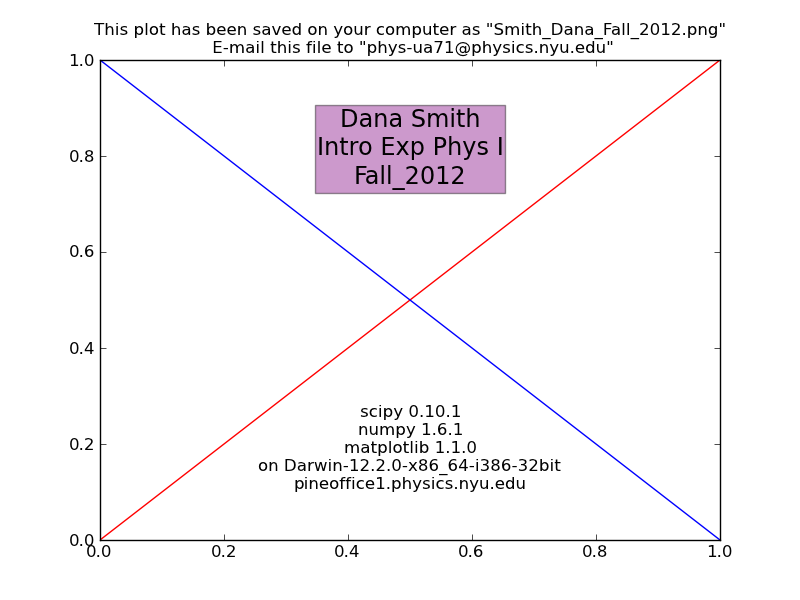 This plot has been saved on your computer as "Smith_Dana_Fall_2012.png"
E-mail this file to "phys-ua71@physics.nyu.edu"
1.0
Dana Smith
Intro Exp Phys I
Fall_2012
0.8
0.6
0.4
scipy 0.10.1
numpy 1.6.1
0.2
matplotlib 1.1.0
on Darwin-12.2.0-x86_64-i386-32bit
pineoffice1.physics.nyu.edu
0.0
0.0 0.2 0.4 0.6 0.8 1.0